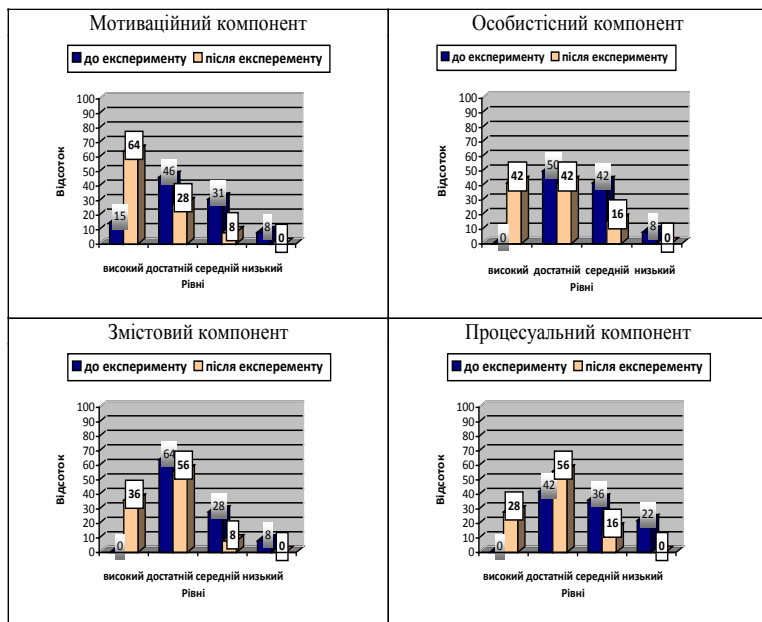 Мотиваційний компонент
до експерименту після експеременту
100
90
80
70
60
50
40
30
20
10
0
Відсоток
15 64 46 28 31 8 8 0
високий достатній середній низький
Рівні
Особистісний компонент
до експерименту після експеременту
100
90
80
70
60
50
40
30
20
10
0
Відсоток
0 42 50 42 42 16 8 0
високий достатній середній низький
Рівні
Змістовий компонент
до експерименту після експеременту
100
90
80
70
60
50
40
30
20
10
0
Відсоток
0 36 64 56 28 8 8 0
високий достатній середній низький
Рівні
Процесуальний компонент
до експерименту після експеременту
100
90
80
70
60
50
40
30
20
10
0
Відсоток
0 28 42 56 36 16 22 0
високий достатній середній низький
Рівні